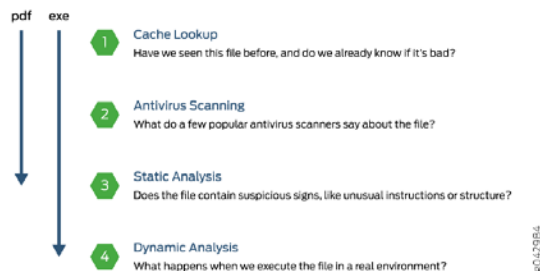 pdf exe
1 Cache Lookup
Have we seen this file before, and do we already know if it's bad?
2 Antivirus Scanning
What do a few popular antivirus scanners say about the file?
3 Static Analysis
Does the file contain suspicious signs, like unusual instructions or structure?
4 Dynamic Analysis
What happens when we execute the file in a real environment?
g042984